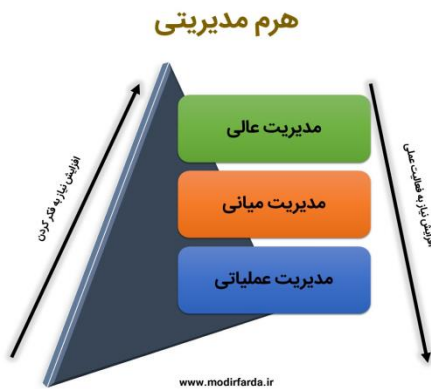 هرم مدیریتی
مدیریت عالی
مدیریت میانی
مدیریت عملیاتی
افزایش نیاز به فکر کردن
افزایش نیاز به فعالیت عملی
www.modirfarda.ir